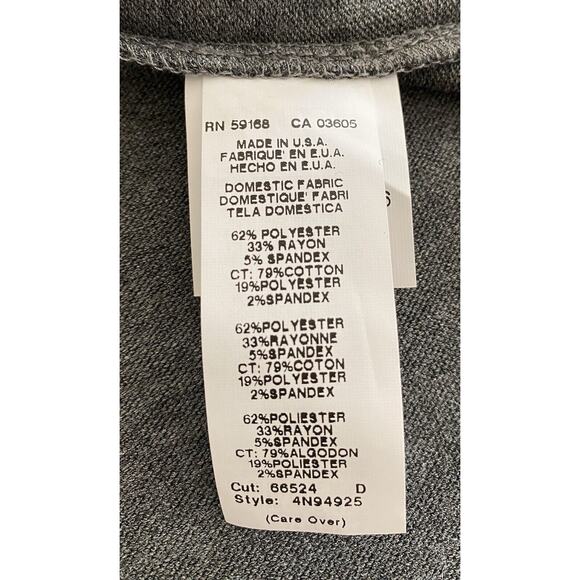 RN 59168 CA 03605
MADE IN U.S.A.
FABRIQUE' EN E.U.A.
HECHO EN E.U.A.
DOMESTIC FABRIC
DOMESTIQUE' FABRI
TELA DOMESTICA
62% POLYESTER
33% RAYON
5% SPANDEX
CT: 79%COTTON
19%POLYESTER
2%SPANDEX
62%POLYESTER
33%RAYONNE
5%SPANDEX
CT: 79%COTON
19%POLYESTER
2%SPANDEX
62%POLIESTER
33%RAYON
5%SPANDEX
CT: 79%ALGODON
19%POLIESTER
2%SPANDEX
Cut: 66524 D
Style: 4N94925
(Care Over)